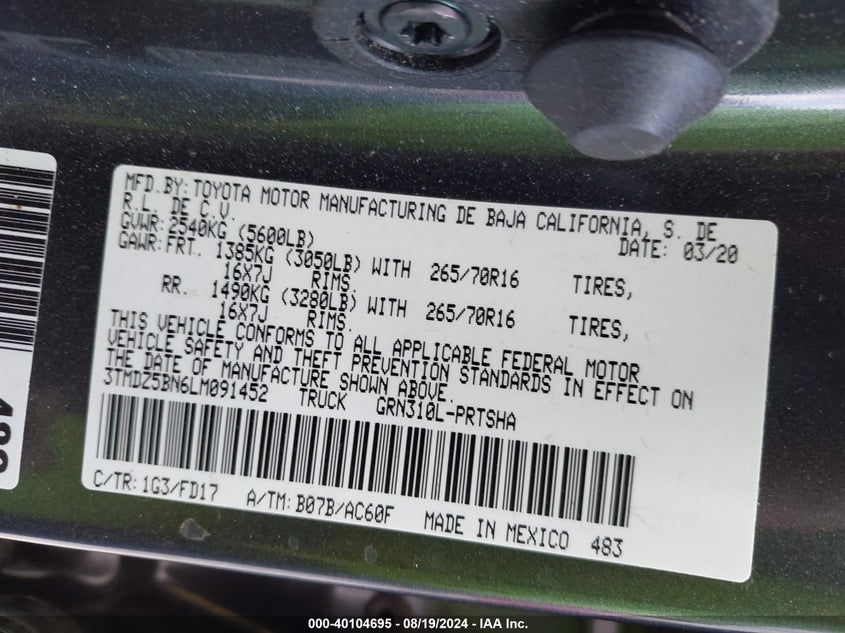 MFD. BY: TOYOTA MOTOR MANUFACTURING DE BAJA CALIFORNIA, S. DE
R.L. DE C.V.
DATE: 03/20
GVWR: 2540KG (5600LB)
GAWR: FRT. 1385KG (3050LB) WITH 265/70R16 TIRES,
16X7J RIMS.
RR. 1490KG (3280LB) WITH 265/70R16 TIRES,
16X7J RIMS.
THIS VEHICLE CONFORMS TO ALL APPLICABLE FEDERAL MOTOR
VEHICLE SAFETY AND THEFT PREVENTION STANDARDS IN EFFECT ON
THE DATE OF MANUFACTURE SHOWN ABOVE.
3TMDZ5BN6LM091452 TRUCK GRN310L-PRTSHA
C/TR: 1G3/FD17 A/TM: B07B/AC60F MADE IN MEXICO 483
000-40104695 - 08/19/2024 - IAA Inc.